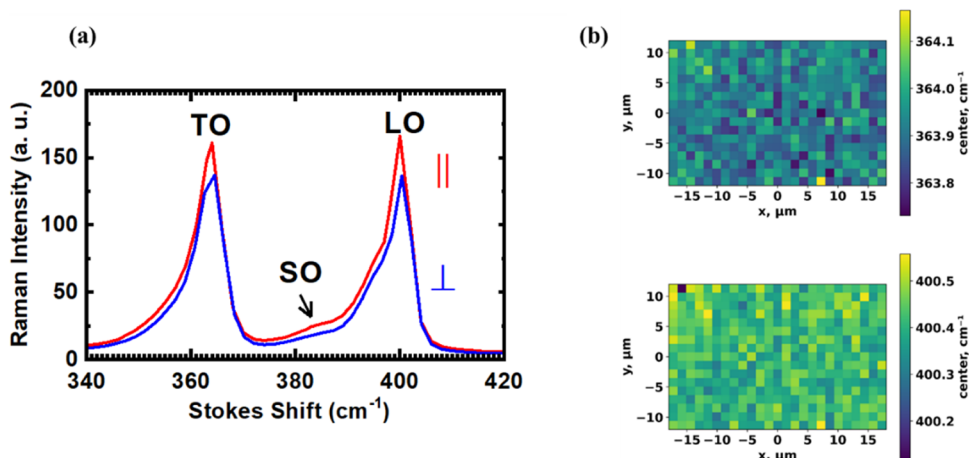 (a)
Raman Intensity (a. u.)
200
150
100
50
0
TO
LO
||
SO
⊥
340
360
380
400
420
Stokes Shift (cm⁻¹)
(b)
y, μm
10
5
0
−5
−10
−15 −10 −5 0 5 10 15
x, μm
364.1
364.0
363.9
363.8
center, cm⁻¹
y, μm
10
5
0
−5
−10
−15 −10 −5 0 5 10 15
x, μm
400.5
400.4
400.3
400.2
center, cm⁻¹